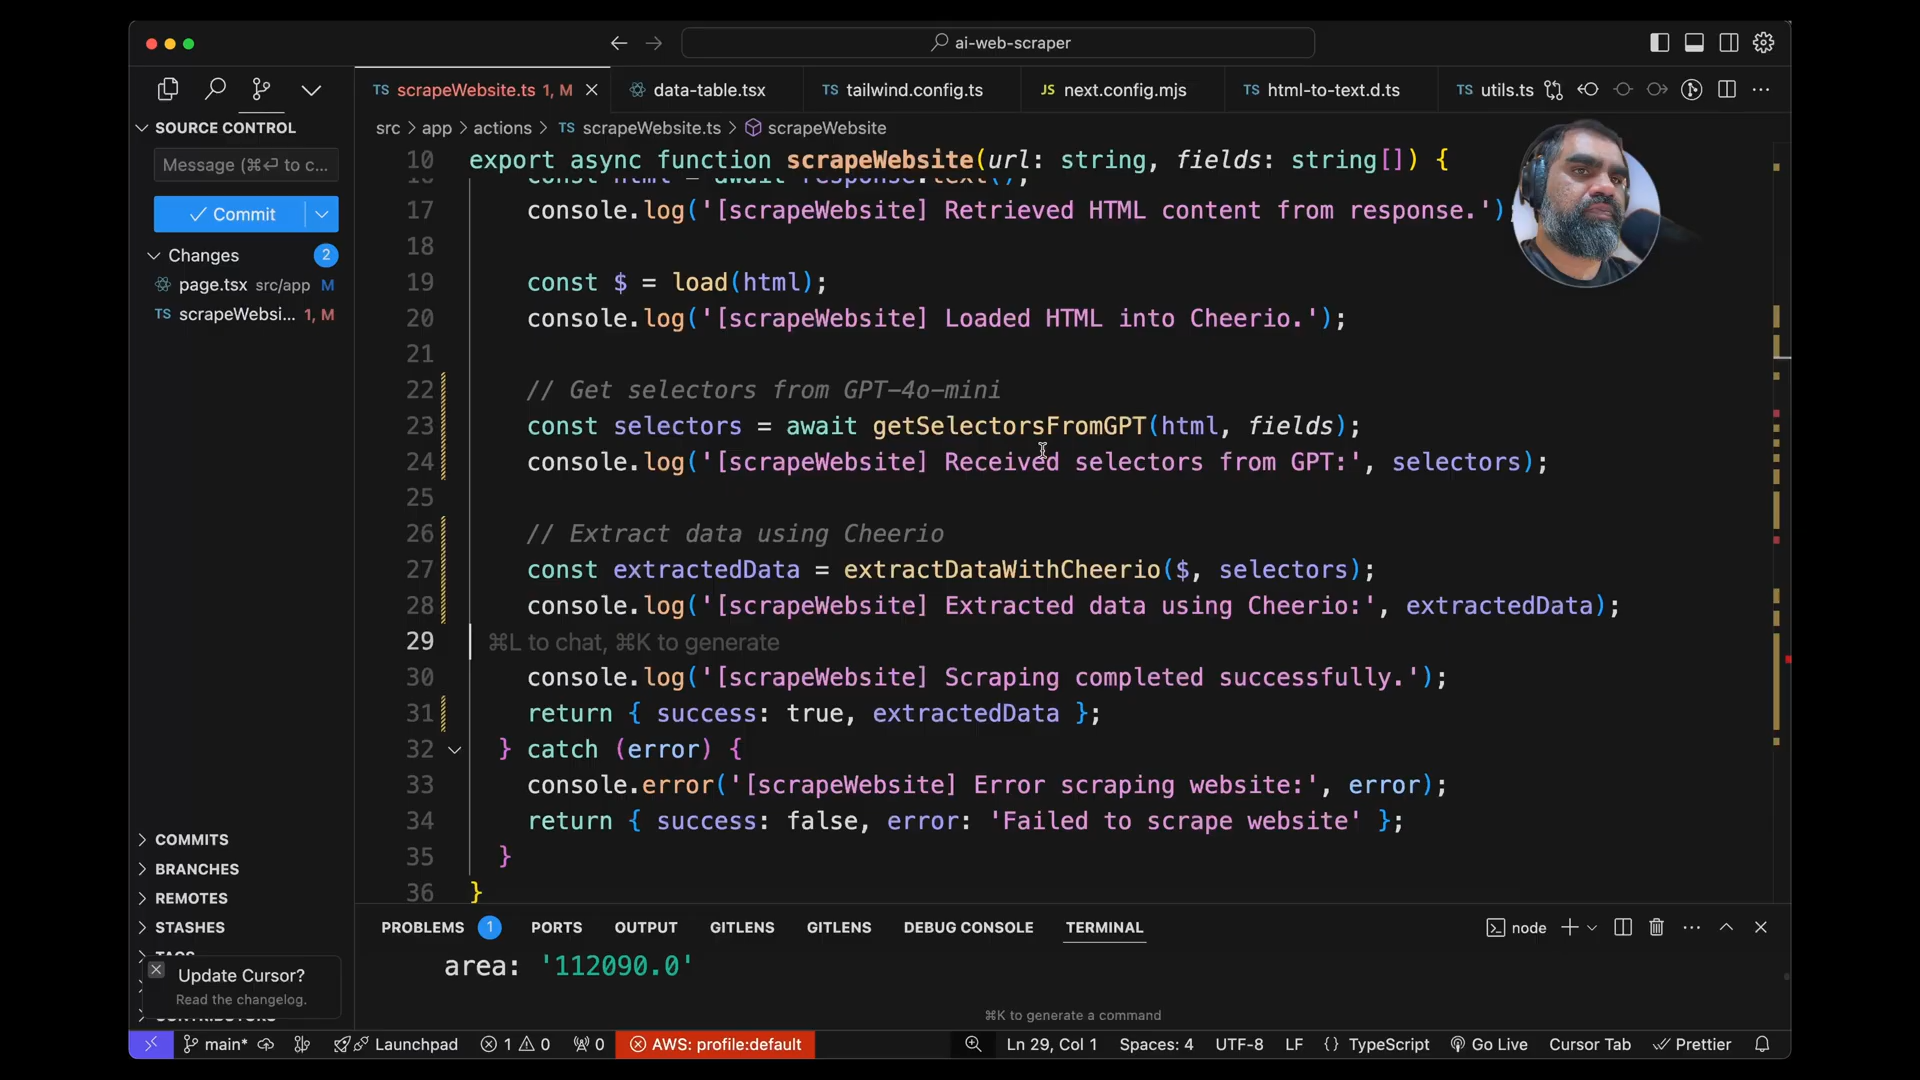 ai-web-scraper
TS scrapeWebsite.ts 1, M
data-table.tsx
TS tailwind.config.ts
JS next.config.mjs
TS html-to-text.d.ts
TS utils.ts
src > app > actions > TS scrapeWebsite.ts > scrapeWebsite
SOURCE CONTROL
Message (⌘⏎ to c...
Commit
Changes 2
page.tsx src/app M
TS scrapeWebsi... 1, M
10 export async function scrapeWebsite(url: string, fields: string[]) {
16 const html = await response.text();
17 console.log('[scrapeWebsite] Retrieved HTML content from response.');
18
19 const $ = load(html);
20 console.log('[scrapeWebsite] Loaded HTML into Cheerio.');
21
22 // Get selectors from GPT-4o-mini
23 const selectors = await getSelectorsFromGPT(html, fields);
24 console.log('[scrapeWebsite] Received selectors from GPT:', selectors);
25
26 // Extract data using Cheerio
27 const extractedData = extractDataWithCheerio($, selectors);
28 console.log('[scrapeWebsite] Extracted data using Cheerio:', extractedData);
29 ⌘L to chat, ⌘K to generate
30 console.log('[scrapeWebsite] Scraping completed successfully.');
31 return { success: true, extractedData };
32 } catch (error) {
33 console.error('[scrapeWebsite] Error scraping website:', error);
34 return { success: false, error: 'Failed to scrape website' };
35 }
36 }
COMMITS
BRANCHES
REMOTES
STASHES
TAGS
Update Cursor?
Read the changelog.
CONTRIBUTORS
PROBLEMS 1
PORTS
OUTPUT
GITLENS
GITLENS
DEBUG CONSOLE
TERMINAL
node
area: '112090.0'
⌘K to generate a command
main*
Launchpad
1 0
0
AWS: profile:default
Ln 29, Col 1
Spaces: 4
UTF-8
LF
{} TypeScript
Go Live
Cursor Tab
Prettier